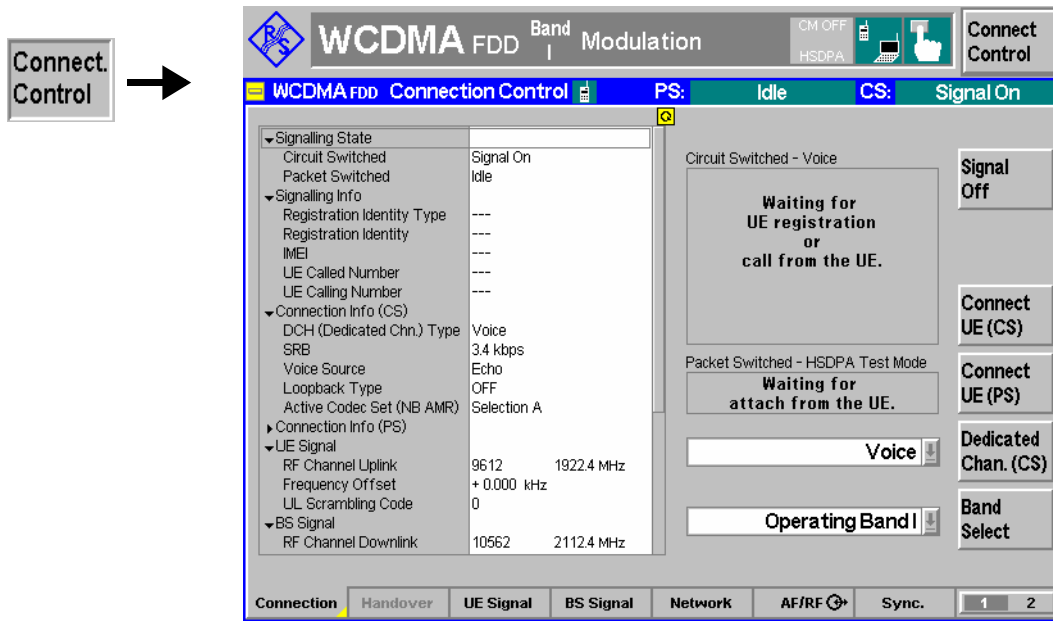 Connect.
Control
R S
WCDMA FDD Band I Modulation
CM OFF
HSDPA
Connect
Control
WCDMA FDD Connection Control PS: Idle CS: Signal On
Signalling State
Circuit Switched Signal On
Packet Switched Idle
Signalling Info
Registration Identity Type ---
Registration Identity ---
IMEI ---
UE Called Number ---
UE Calling Number ---
Connection Info (CS)
DCH (Dedicated Chn.) Type Voice
SRB 3.4 kbps
Voice Source Echo
Loopback Type OFF
Active Codec Set (NB AMR) Selection A
Connection Info (PS)
UE Signal
RF Channel Uplink 9612 1922.4 MHz
Frequency Offset + 0.000 kHz
UL Scrambling Code 0
BS Signal
RF Channel Downlink 10562 2112.4 MHz
Circuit Switched - Voice
Waiting for
UE registration
or
call from the UE.
Packet Switched - HSDPA Test Mode
Waiting for
attach from the UE.
Voice
Operating Band I
Signal
Off
Connect
UE (CS)
Connect
UE (PS)
Dedicated
Chan. (CS)
Band
Select
Connection Handover UE Signal BS Signal Network AF/RF Sync. 1 2